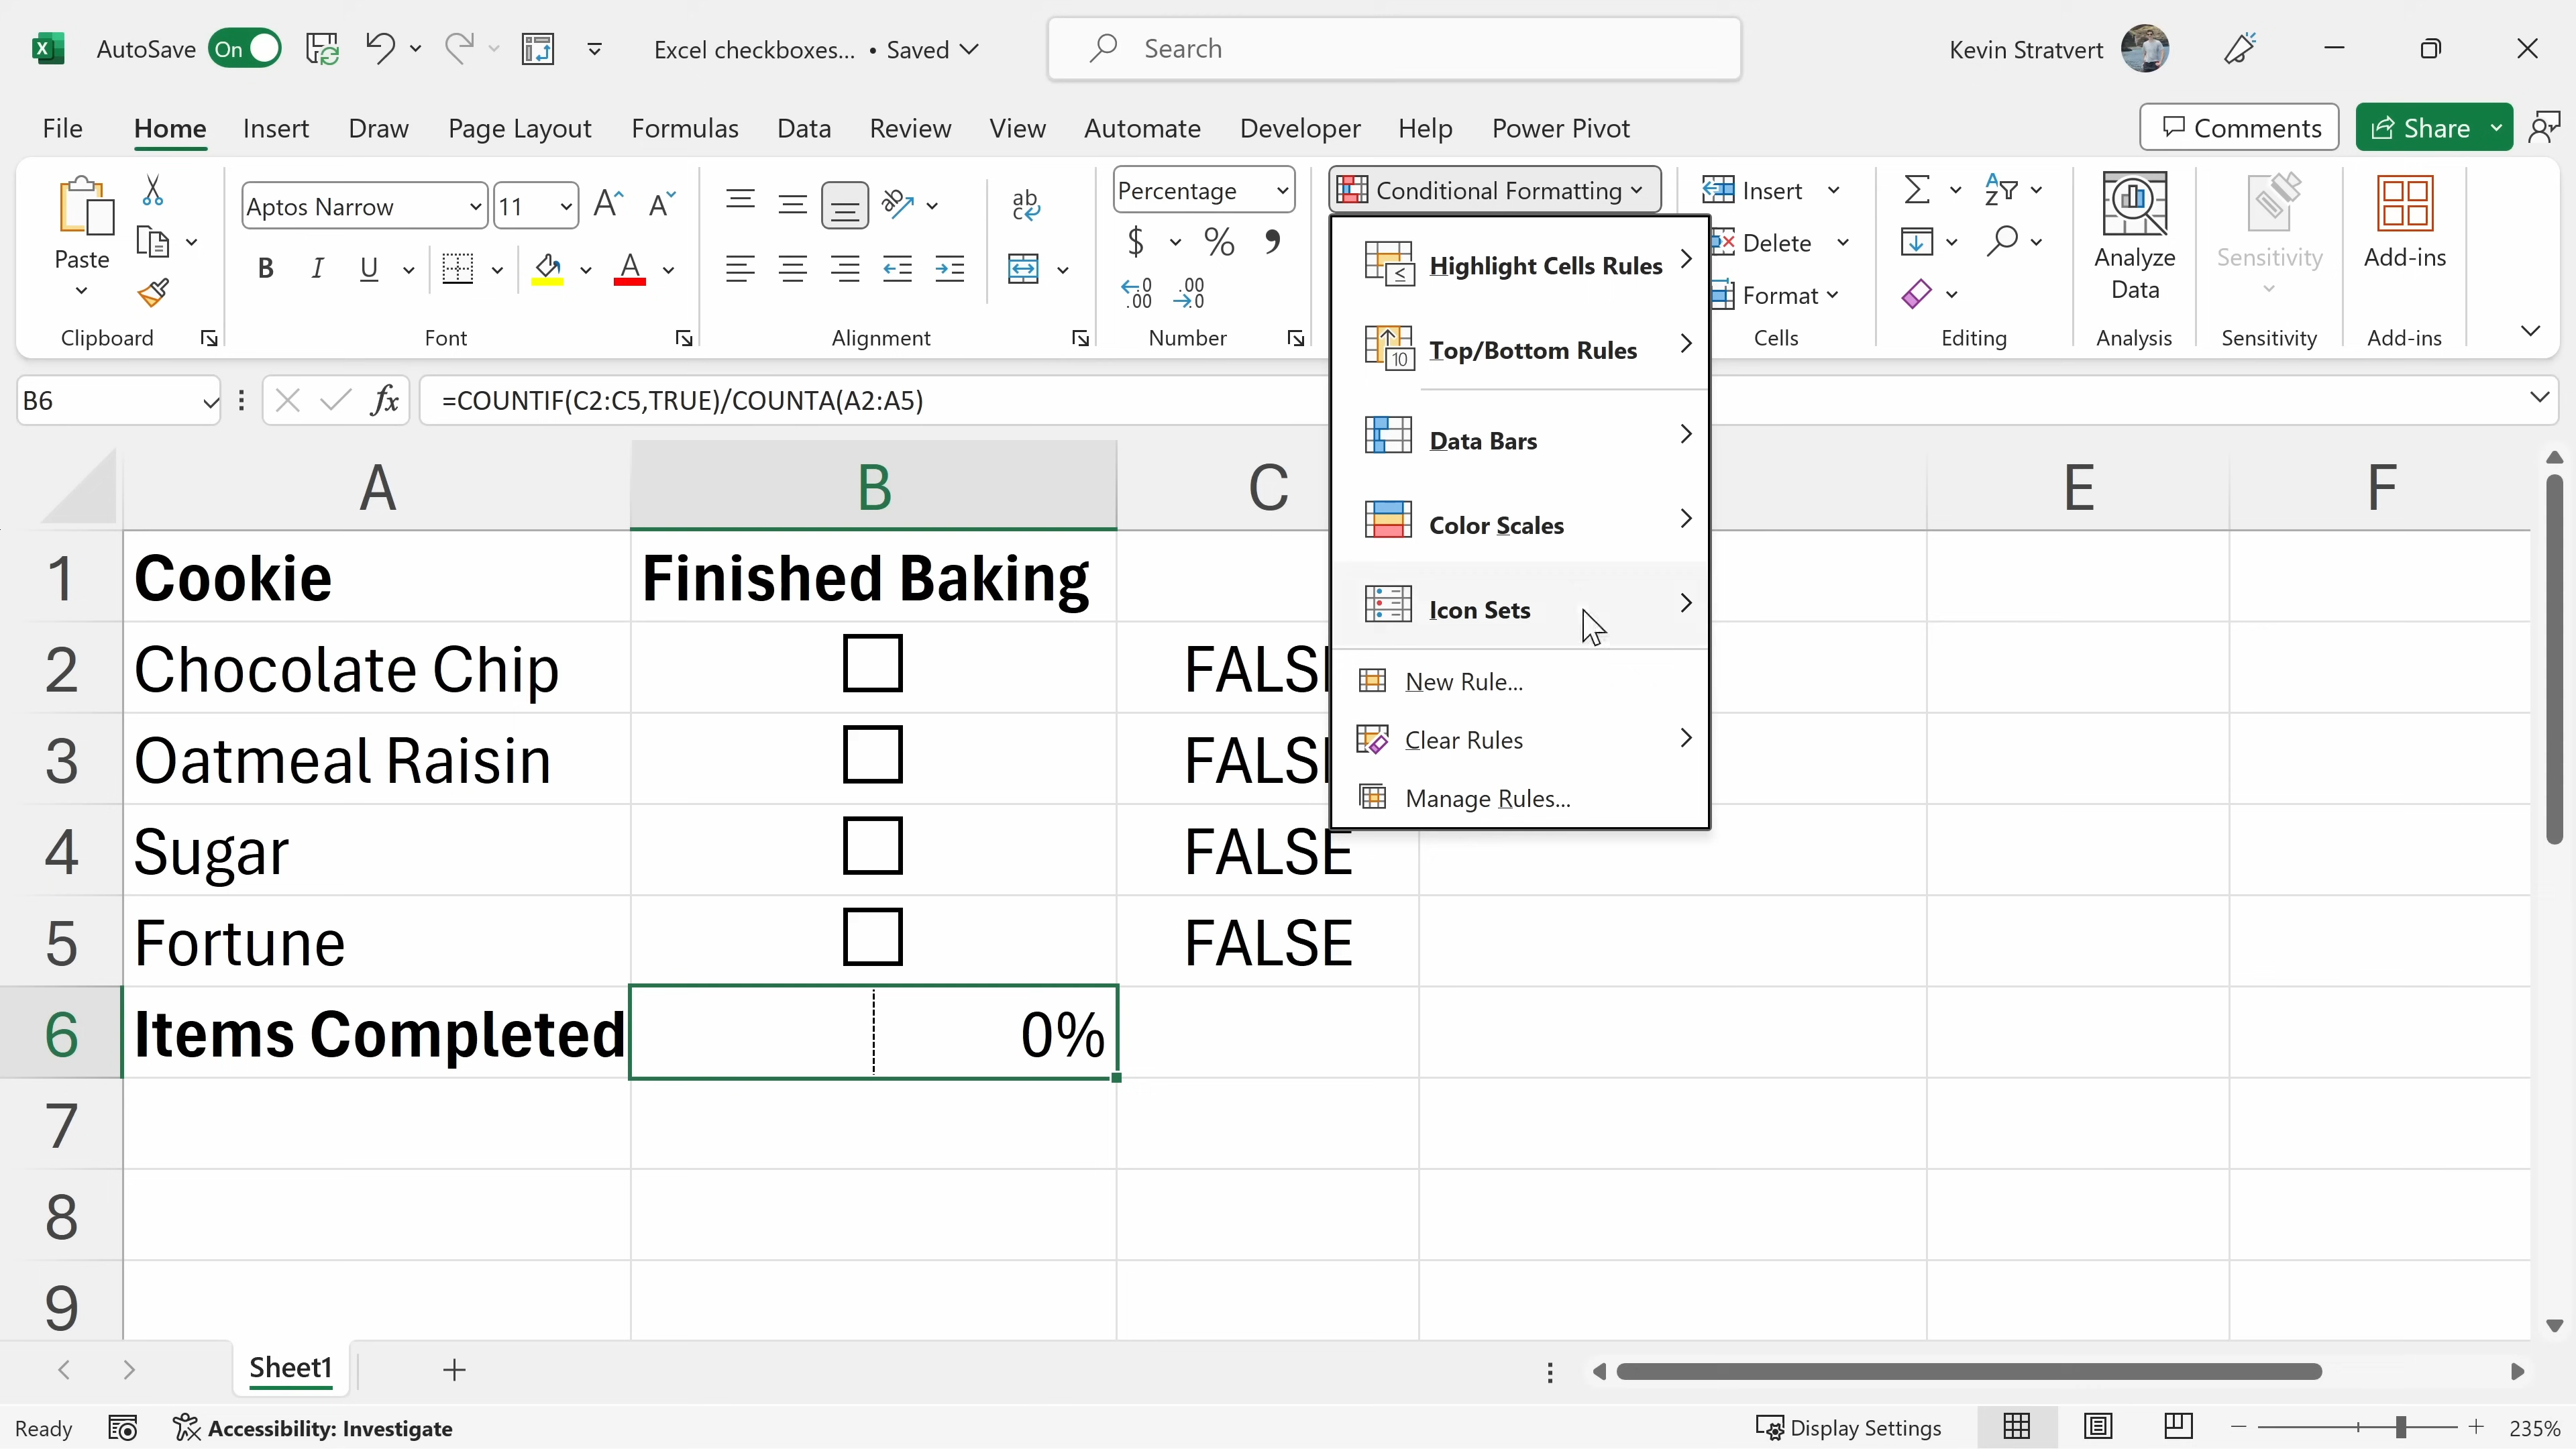 AutoSave On Excel checkboxes... • Saved Search Kevin Stratvert
File Home Insert Draw Page Layout Formulas Data Review View Automate Developer Help Power Pivot Comments Share
Paste
Clipboard
Aptos Narrow 11
B I U A
Font
ab
Alignment
Percentage
$ % 9
Number
Conditional Formatting
Insert
Delete
Format
Cells
Editing
Analyze
Data
Analysis
Sensitivity
Sensitivity
Add-ins
Add-ins
Highlight Cells Rules
Top/Bottom Rules
Data Bars
Color Scales
Icon Sets
New Rule...
Clear Rules
Manage Rules...
B6 fx =COUNTIF(C2:C5,TRUE)/COUNTA(A2:A5)
A B C E F
1 Cookie Finished Baking
2 Chocolate Chip FALS
3 Oatmeal Raisin FALS
4 Sugar FALSE
5 Fortune FALSE
6 Items Completed 0%
7
8
9
Sheet1
Ready Accessibility: Investigate Display Settings 235%